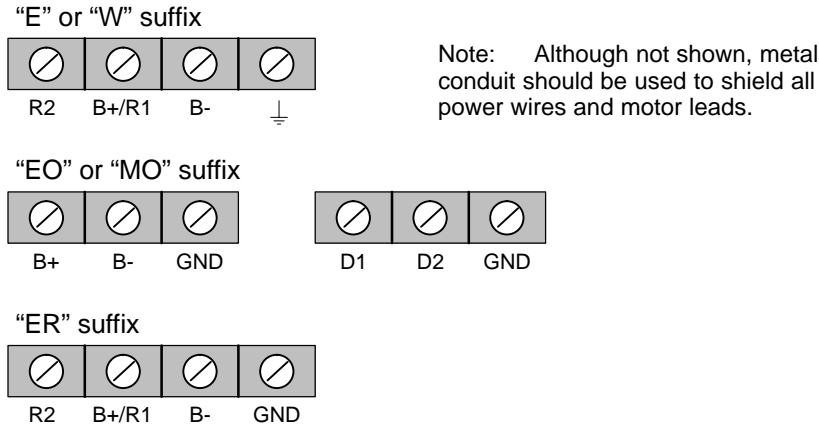 “E” or “W” suffix
R2 B+/R1 B-
Note: Although not shown, metal
conduit should be used to shield all
power wires and motor leads.
“EO” or “MO” suffix
B+ B- GND
D1 D2 GND
“ER” suffix
R2 B+/R1 B- GND